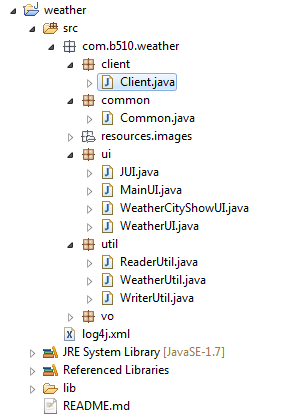 weather
src
com.b510.weather
client
Client.java
common
Common.java
resources.images
ui
JUI.java
MainUI.java
WeatherCityShowUI.java
WeatherUI.java
util
ReaderUtil.java
WeatherUtil.java
WriterUtil.java
vo
log4j.xml
JRE System Library [JavaSE-1.7]
Referenced Libraries
lib
README.md